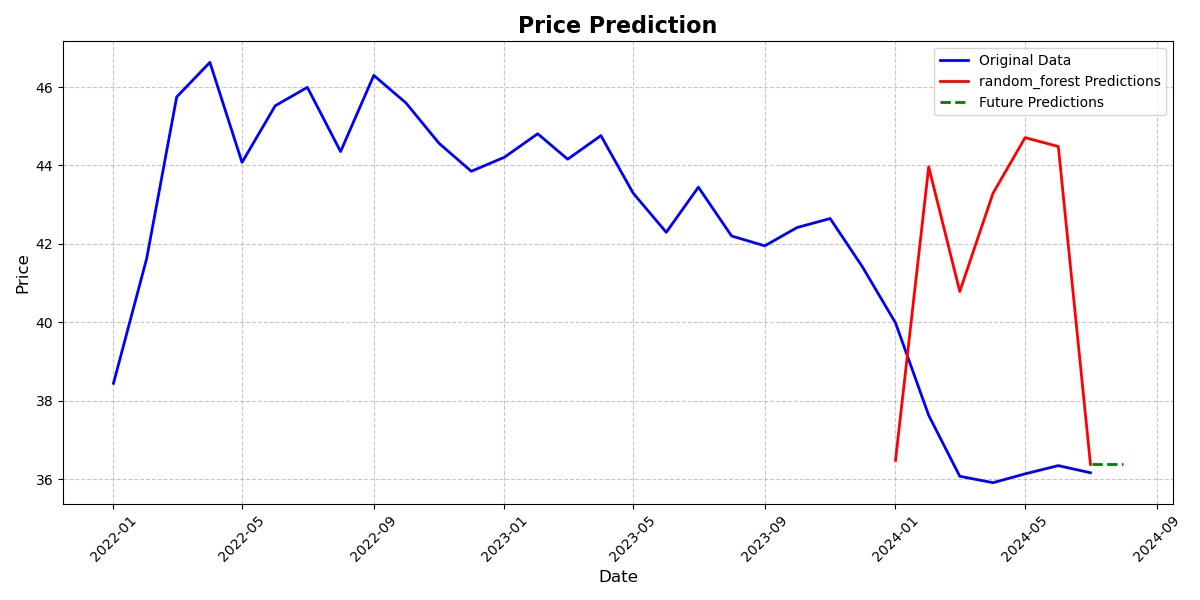 Price Prediction
Original Data
random_forest Predictions
Future Predictions
Price
46
44
42
40
38
36
2022-01
2022-05
2022-09
2023-01
2023-05
2023-09
2024-01
2024-05
2024-09
Date